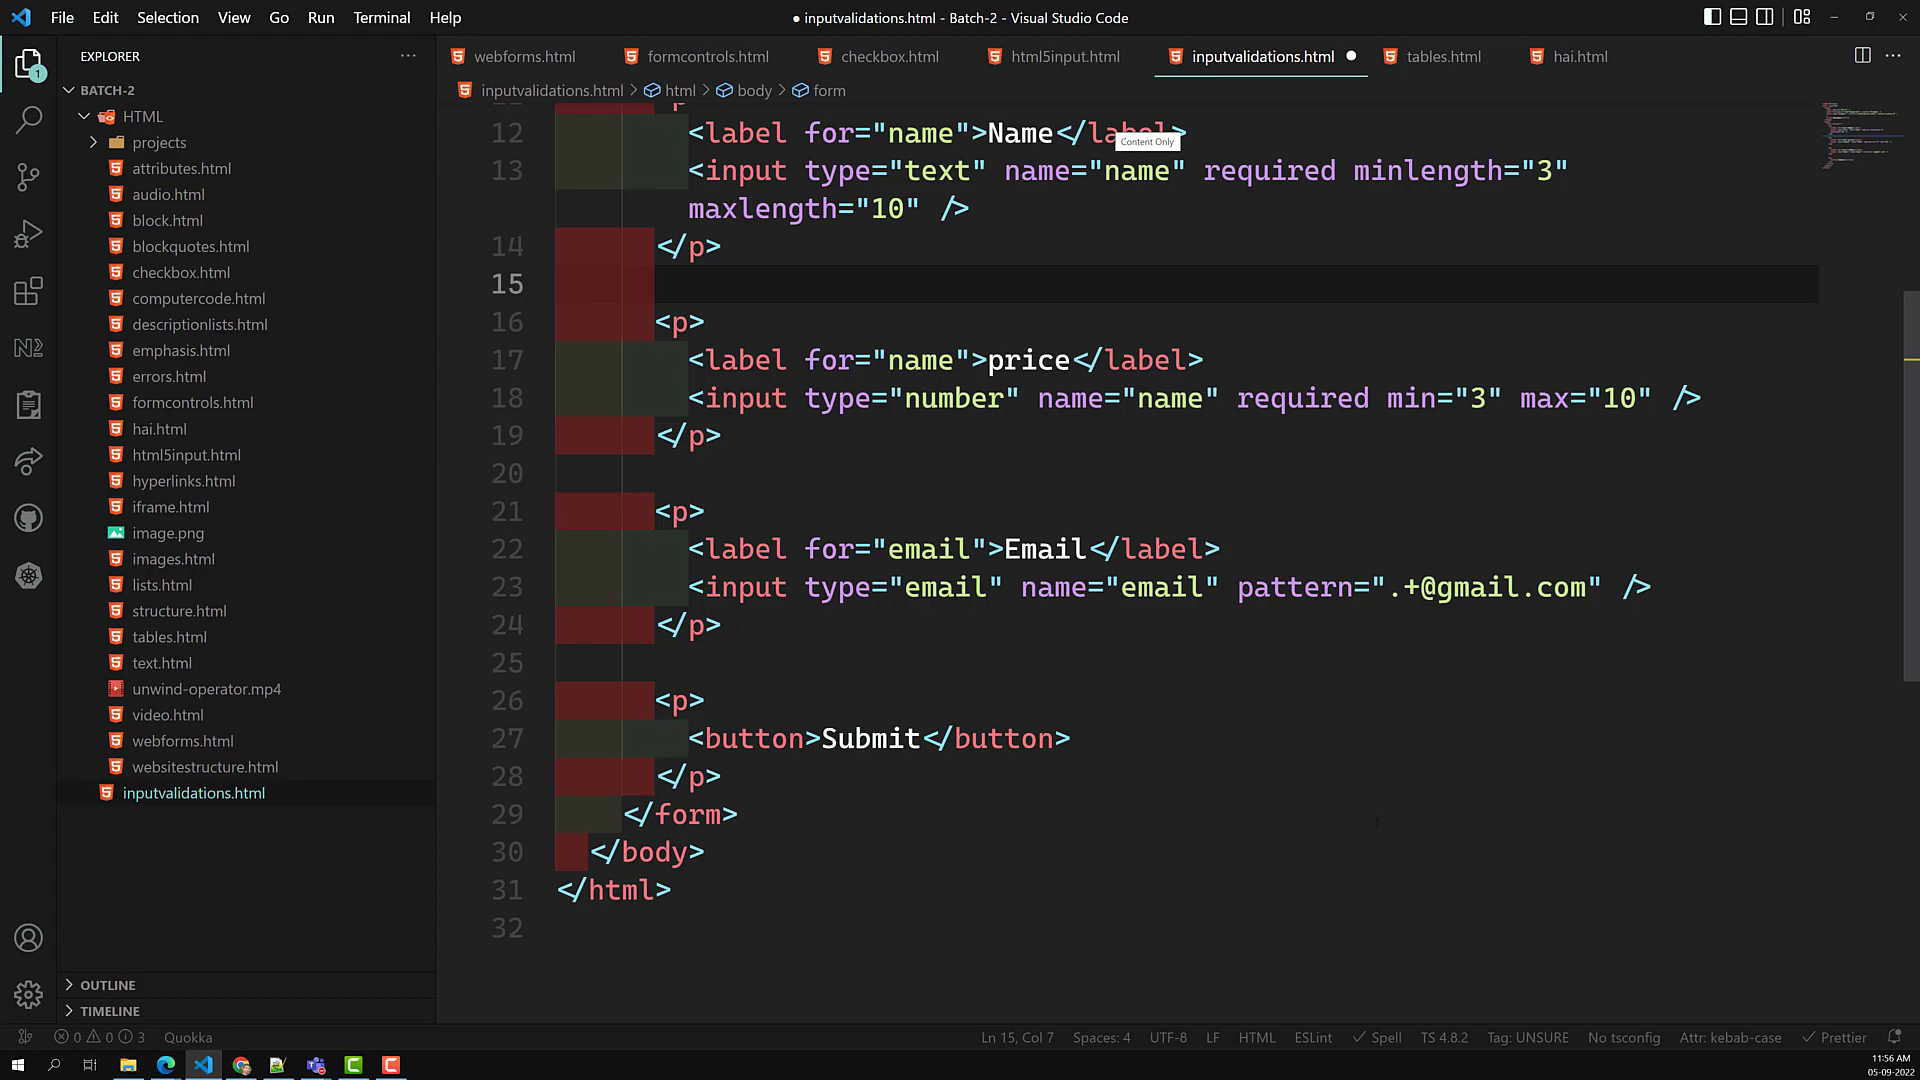 File Edit Selection View Go Run Terminal Help
● inputvalidations.html - Batch-2 - Visual Studio Code
EXPLORER
BATCH-2
HTML
projects
attributes.html
audio.html
block.html
blockquotes.html
checkbox.html
computercode.html
descriptionlists.html
emphasis.html
errors.html
formcontrols.html
hai.html
html5input.html
hyperlinks.html
iframe.html
image.png
images.html
lists.html
structure.html
tables.html
text.html
unwind-operator.mp4
video.html
webforms.html
websitestructure.html
inputvalidations.html
OUTLINE
TIMELINE
webforms.html formcontrols.html checkbox.html html5input.html inputvalidations.html tables.html hai.html
inputvalidations.html > html > body > form
12 <label for="name">Name</label>
Content Only
13 <input type="text" name="name" required minlength="3"
maxlength="10" />
14 </p>
15
16 <p>
17 <label for="name">price</label>
18 <input type="number" name="name" required min="3" max="10" />
19 </p>
20
21 <p>
22 <label for="email">Email</label>
23 <input type="email" name="email" pattern=".+@gmail.com" />
24 </p>
25
26 <p>
27 <button>Submit</button>
28 </p>
29 </form>
30 </body>
31 </html>
32
0 0 3 Quokka Ln 15, Col 7 Spaces: 4 UTF-8 LF HTML ESLint Spell TS 4.8.2 Tag: UNSURE No tsconfig Attr: kebab-case Prettier
11:56 AM
05-09-2022